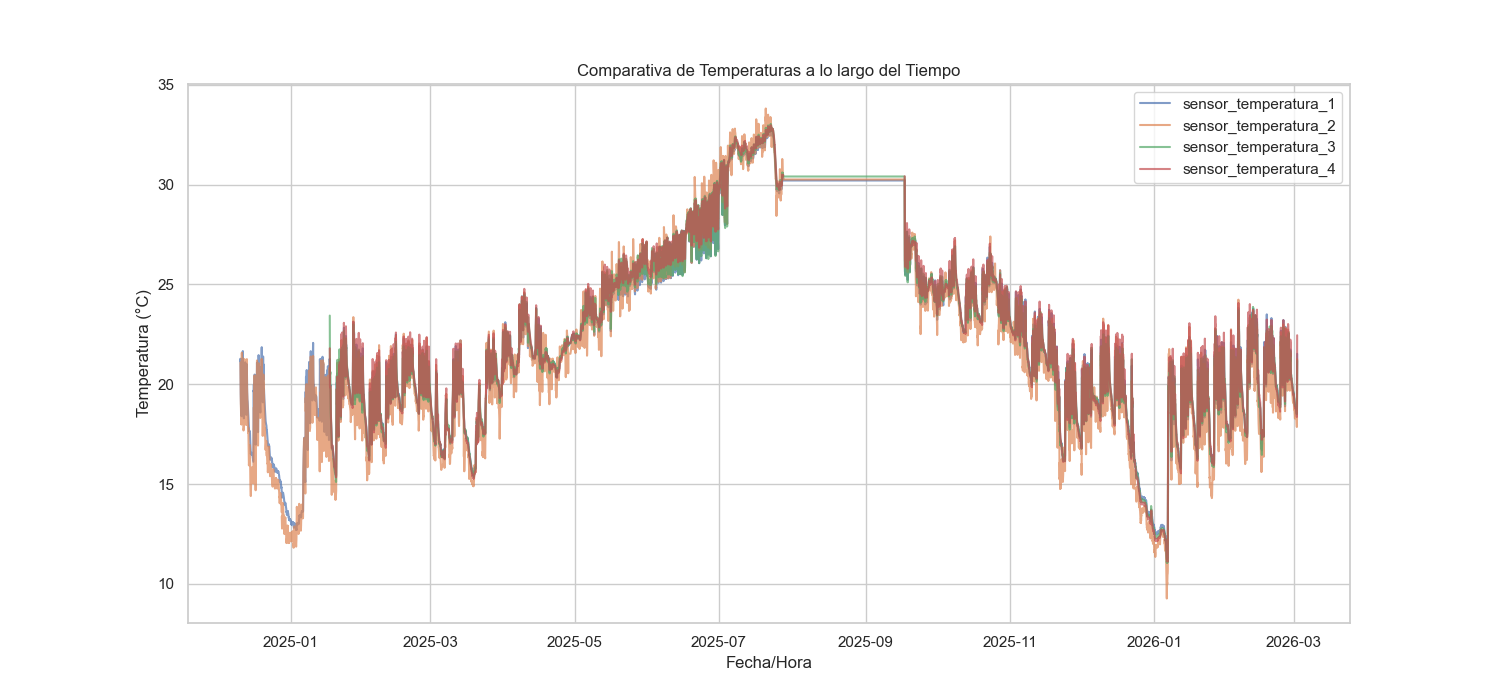 Comparativa de Temperaturas a lo largo del Tiempo
35
30
25
20
15
10
Temperatura (°C)
sensor_temperatura_1
sensor_temperatura_2
sensor_temperatura_3
sensor_temperatura_4
2025-01
2025-03
2025-05
2025-07
2025-09
2025-11
2026-01
2026-03
Fecha/Hora